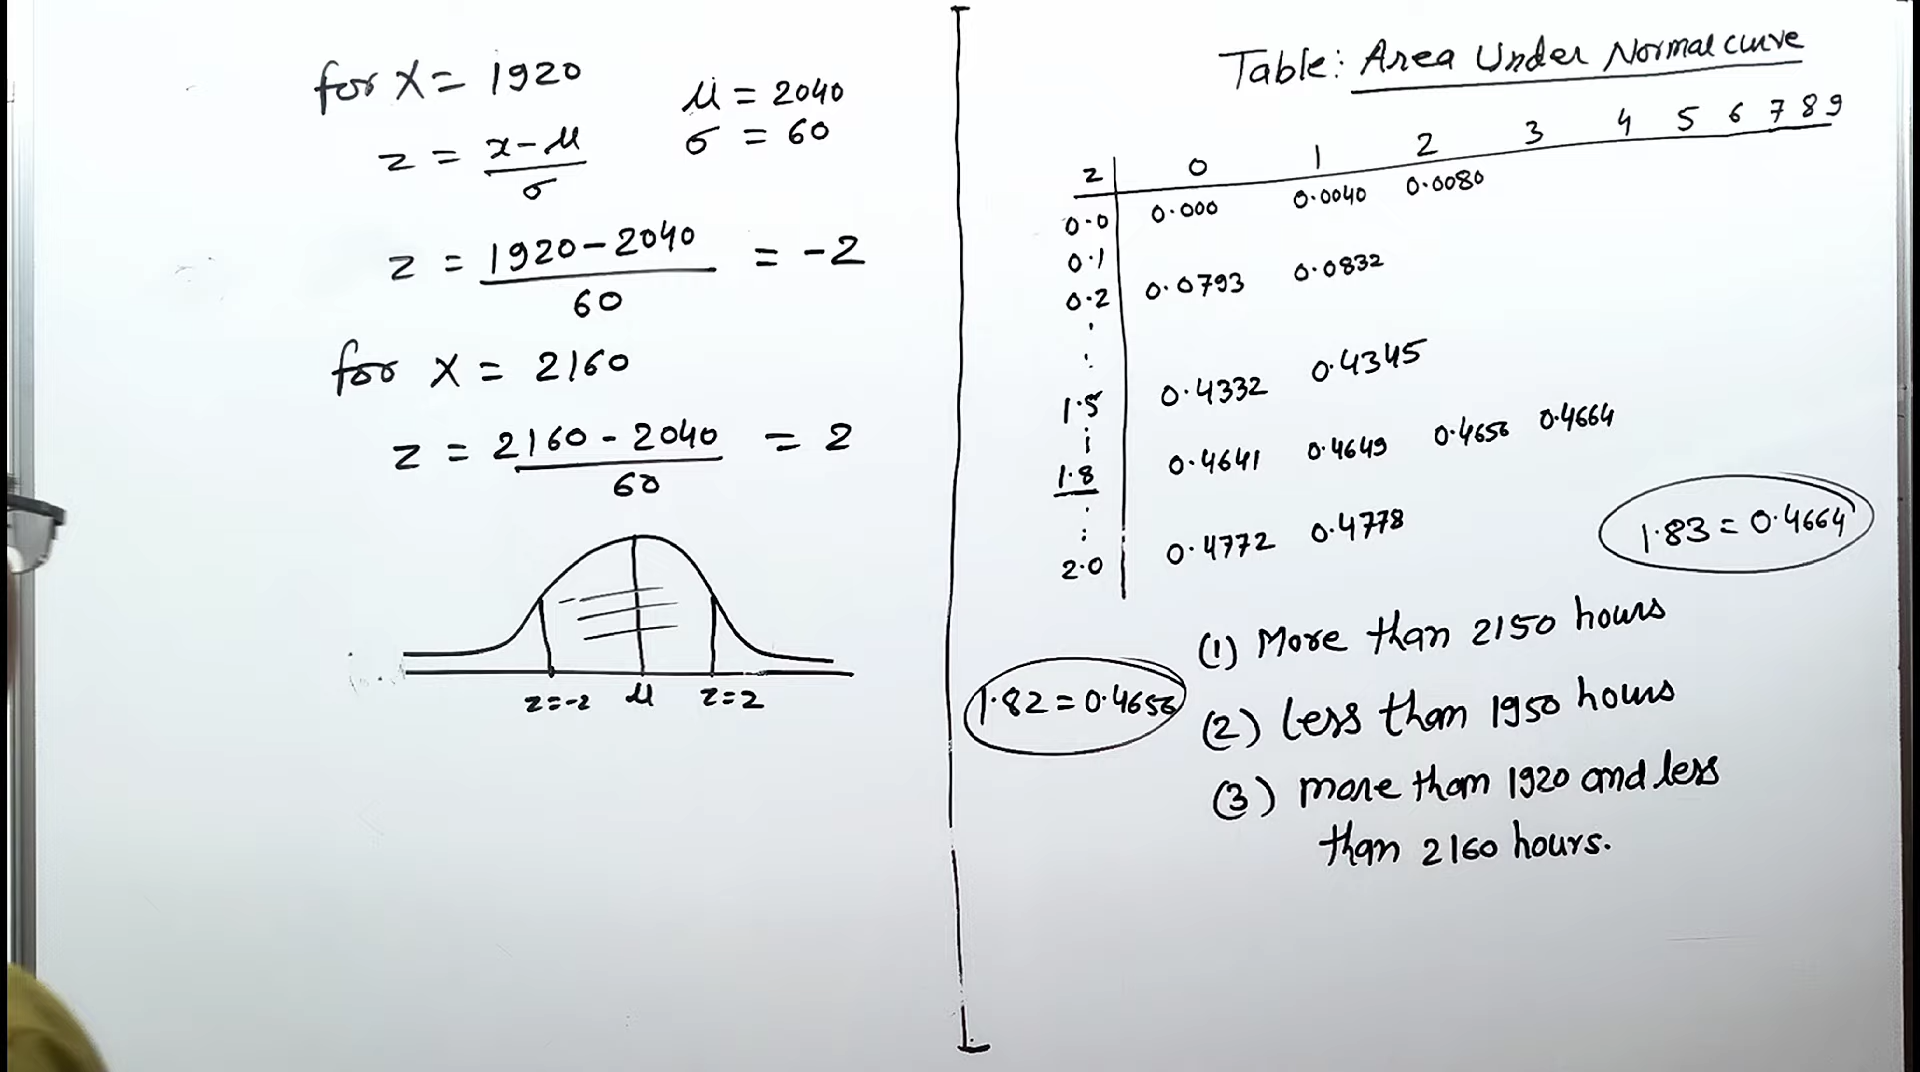 for X = 1920
μ = 2040
σ = 60
z = x-μ / σ
z = 1920-2040 / 60 = -2
for X = 2160
z = 2160-2040 / 60 = 2
z=-2 μ z=2
Table: Area Under Normal curve
z 0 1 2 3 4 5 6 7 8 9
0.0 0.000 0.0040 0.0080
0.1
0.2 0.0793 0.0832
1.5 0.4332 0.4345
1.8 0.4641 0.4649 0.4656 0.4664
2.0 0.4772 0.4778
1.83 = 0.4664
1.82 = 0.4656
(1) More than 2150 hours
(2) less than 1950 hours
(3) more than 1920 and less
than 2160 hours.